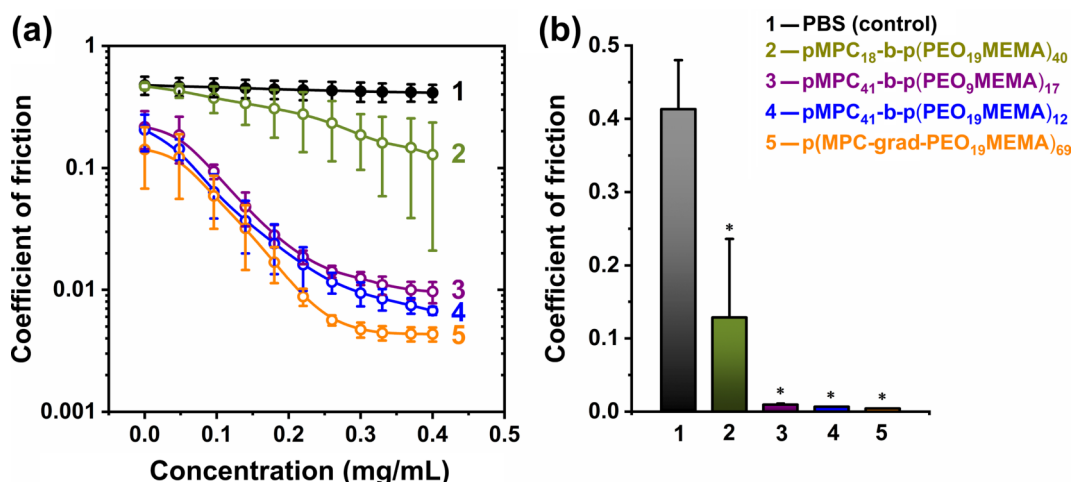 (a)
Coefficient of friction
1
0.1
0.01
0.001
1
2
3
4
5
0.0 0.1 0.2 0.3 0.4 0.5
Concentration (mg/mL)
(b)
1 — PBS (control)
2 — pMPC₁₈-b-p(PEO₁₉MEMA)₄₀
3 — pMPC₄₁-b-p(PEO₉MEMA)₁₇
4 — pMPC₄₁-b-p(PEO₁₉MEMA)₁₂
5 — p(MPC-grad-PEO₁₉MEMA)₆₉
Coefficient of friction
0.5
0.4
0.3
0.2
0.1
0.0
* * * *
1 2 3 4 5